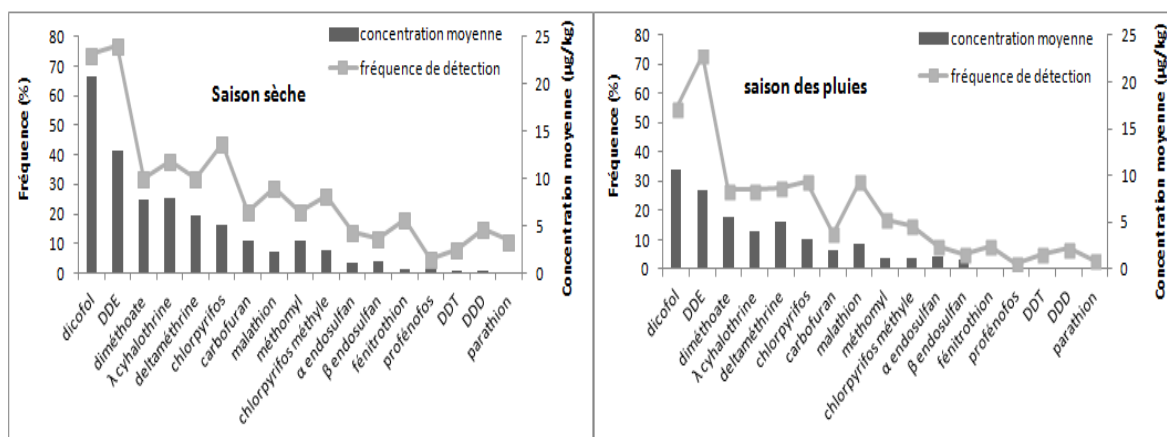 concentration moyenne
fréquence de détection
Saison sèche
Fréquence (%)
80
70
60
50
40
30
20
10
0
25
20
15
10
5
0
Concentration moyenne (µg/kg)
dicofol
DDE
diméthoate
λ cyhalothrine
deltaméthrine
chlorpyrifos
carbofuran
malathion
méthomyl
chlorpyrifos méthyle
α endosulfan
β endosulfan
fénitrothion
profénofos
DDT
DDD
parathion
concentration moyenne
fréquence de détection
saison des pluies
Fréquence (%)
80
70
60
50
40
30
20
10
0
25
20
15
10
5
0
Concentration moyenne (µg/kg)
dicofol
DDE
diméthoate
λ cyhalothrine
deltaméthrine
chlorpyrifos
carbofuran
malathion
méthomyl
chlorpyrifos méthyle
α endosulfan
β endosulfan
fénitrothion
profénofos
DDT
DDD
parathion